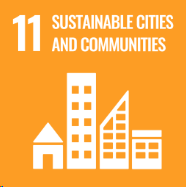 11 SUSTAINABLE CITIES
AND COMMUNITIES